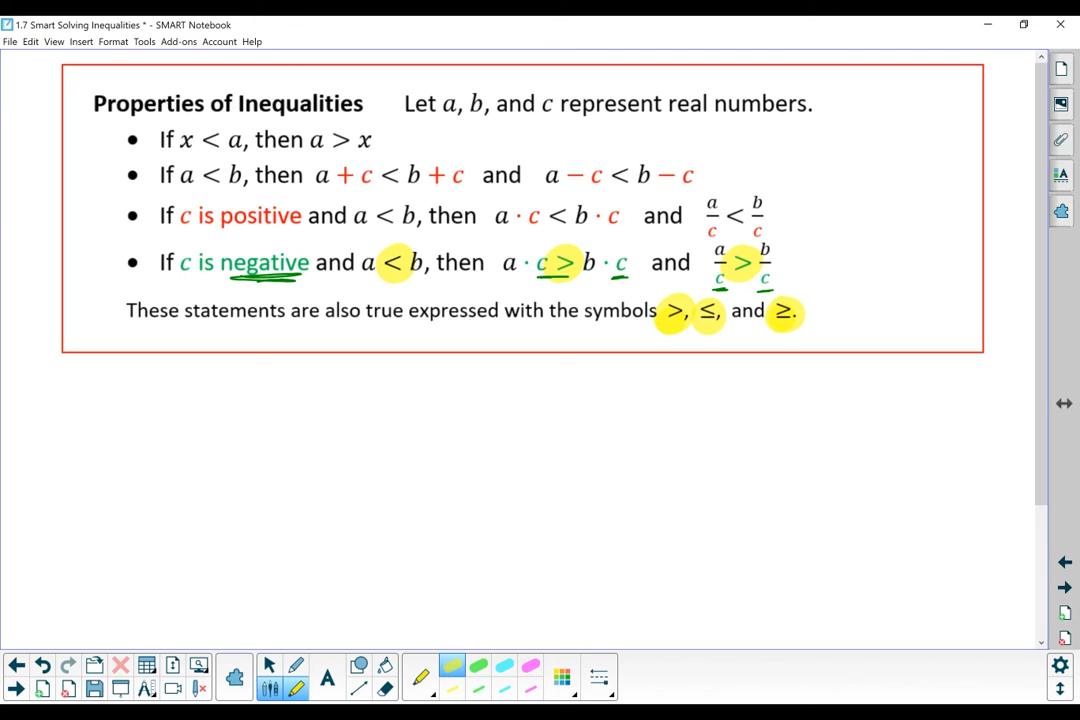 1.7 Smart Solving Inequalities * - SMART Notebook
File Edit View Insert Format Tools Add-ons Account Help
Properties of Inequalities Let a, b, and c represent real numbers.
• If x < a, then a > x
• If a < b, then a + c < b + c and a − c < b − c
• If c is positive and a < b, then a · c < b · c and a/c < b/c
• If c is negative and a < b, then a · c > b · c and a/c > b/c
These statements are also true expressed with the symbols >, ≤, and ≥.